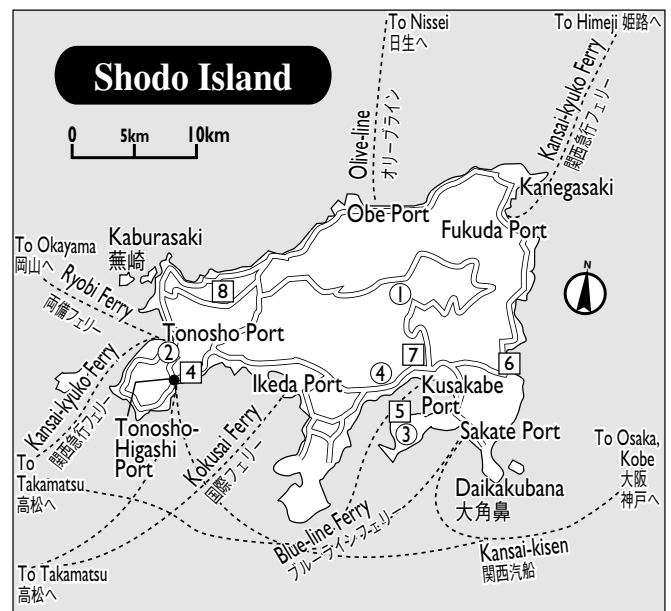 To Nissei
日生へ
To Himeji 姫路へ
Shodo Island
0 5km 10km
Olive-line
オリーブライン
Kansai-kyuko Ferry
関西急行フェリー
Kanegasaki
Obe Port
Fukuda Port
Kaburasaki
蕪崎
To Okayama
岡山へ
Ryobi Ferry
両備フェリー
N
8
1
Tonosho Port
2
4
7
6
4
Ikeda Port
Kusakabe
Port
5
3
Sakate Port
Kansai-kyuko Ferry
関西急行フェリー
Tonosho-
Higashi
Port
Kokusai Ferry
国際フェリー
To
Takamatsu
高松へ
Daikakubana
大角鼻
To Osaka,
Kobe
大阪
神戸へ
Blue-line Ferry
ブルーラインフェリー
Kansai-kisen
関西汽船
To Takamatsu
高松へ